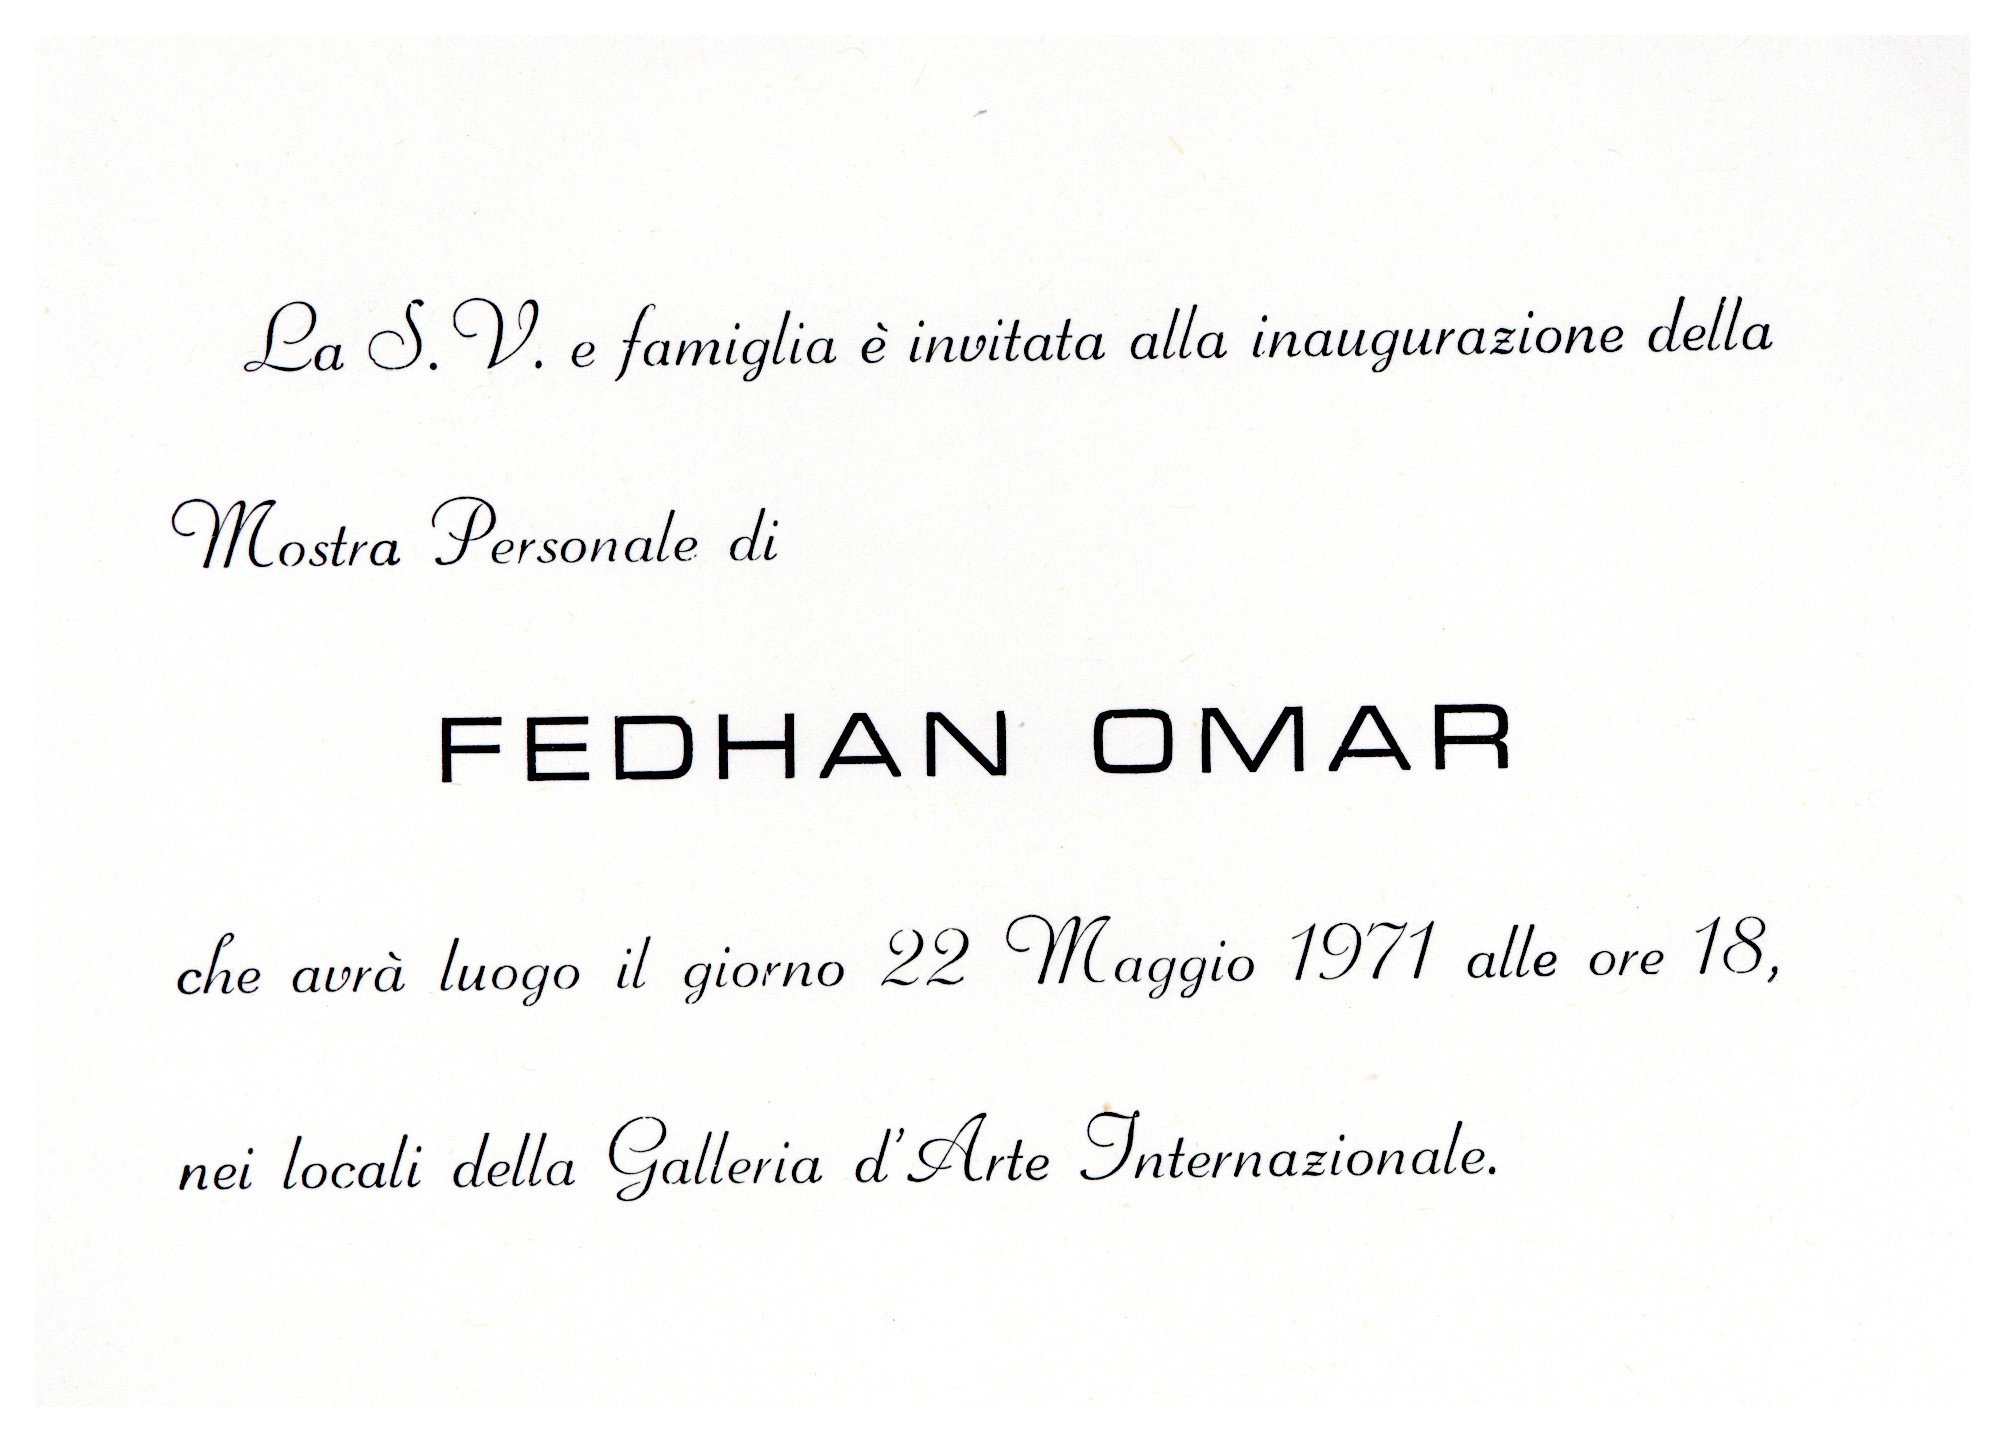 La S. V. e famiglia è invitata alla inaugurazione della
Mostra Personale di
FEDHAN OMAR
che avrà luogo il giorno 22 Maggio 1971 alle ore 18,
nei locali della Galleria d'Arte Internazionale.